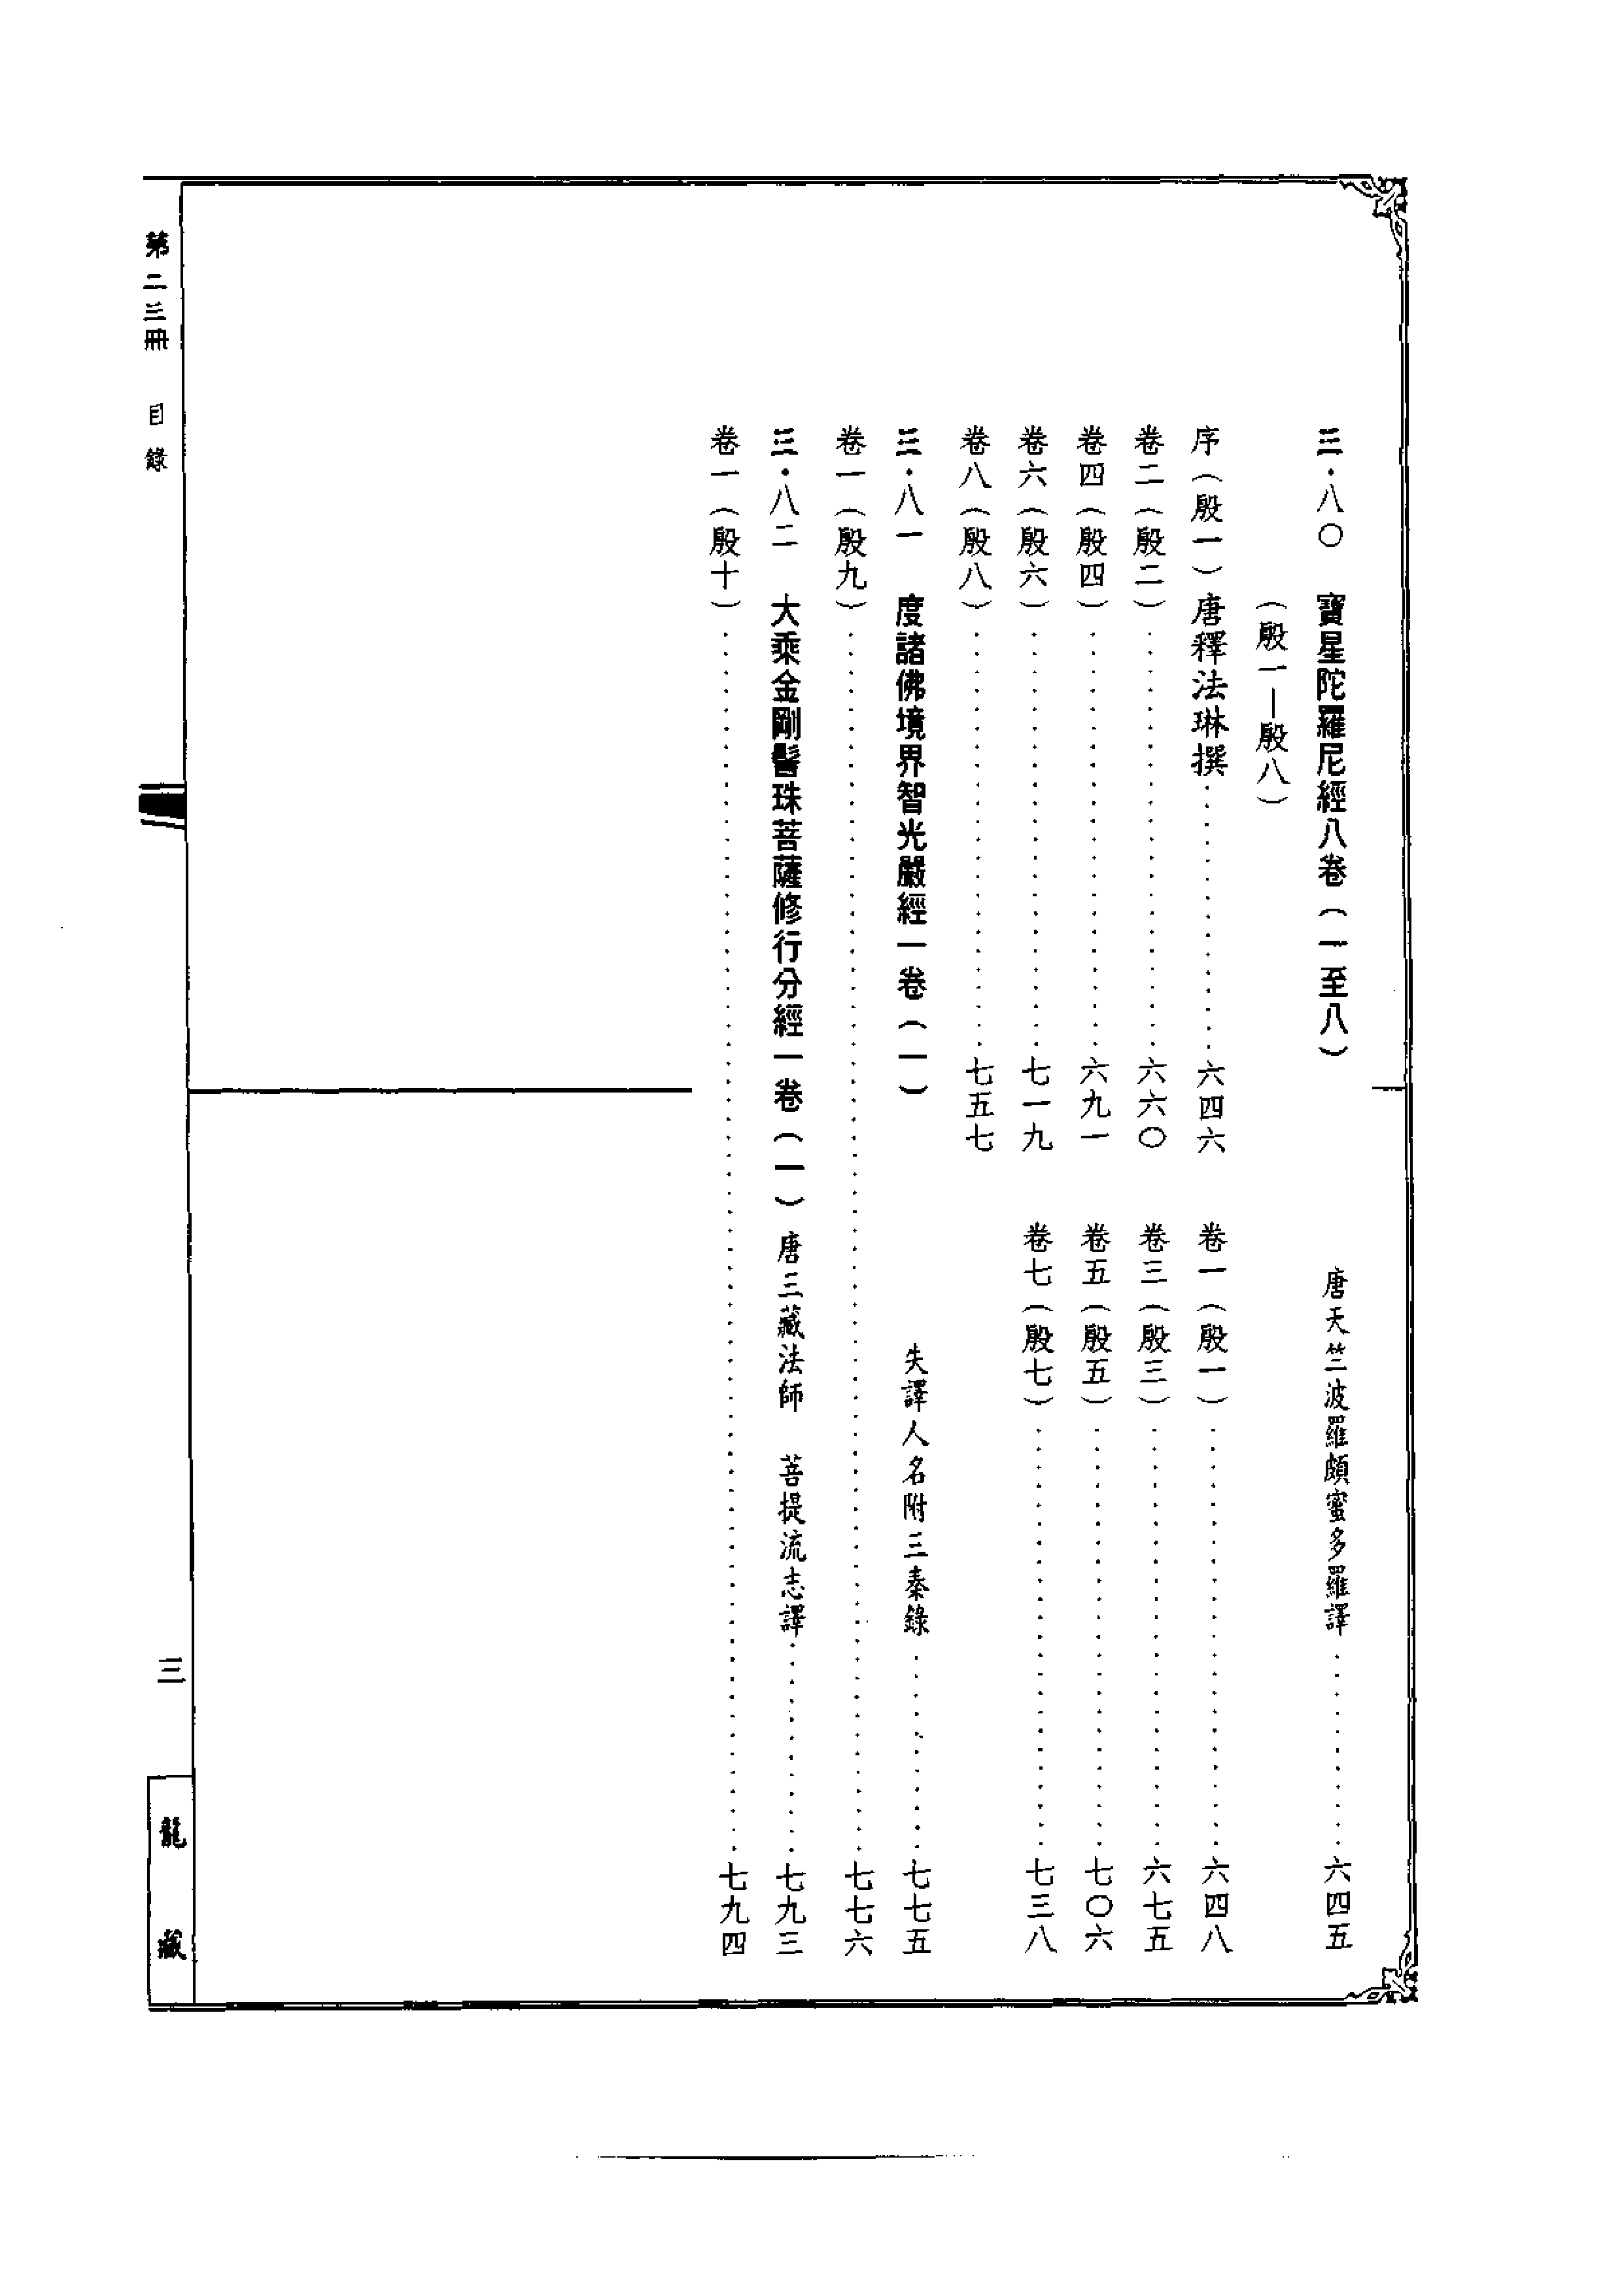 三·八〇　寶星陀羅尼經八卷（一至八）　唐天竺波羅頗蜜多羅譯……六四五
（殷一—殷八）
序（殷一）唐釋法琳撰……六四六　卷一（殷一）……六四八
卷二（殷二）……六六〇　卷三（殷三）……六七五
卷四（殷四）……六九一　卷五（殷五）……七〇六
卷六（殷六）……七一九　卷七（殷七）……七三八
卷八（殷八）……七五七
三·八一　度諸佛境界智光嚴經一卷（一）　失譯人名附三秦錄……七七五
卷一（殷九）……七七六
三·八二　大乘金剛髻珠菩薩修行分經一卷（一）唐三藏法師　菩提流志譯……七九三
卷一（殷十）……七九四
第二三冊　目錄
三
龍藏